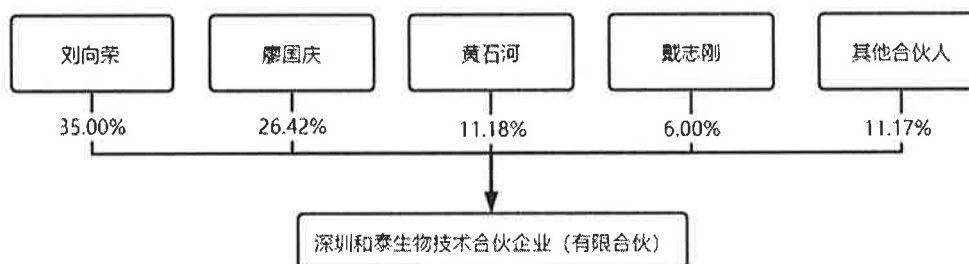 刘向荣
廖国庆
黄石河
戴志刚
其他合伙人
35.00%
26.42%
11.18%
6.00%
11.17%
深圳和泰生物技术合伙企业（有限合伙）